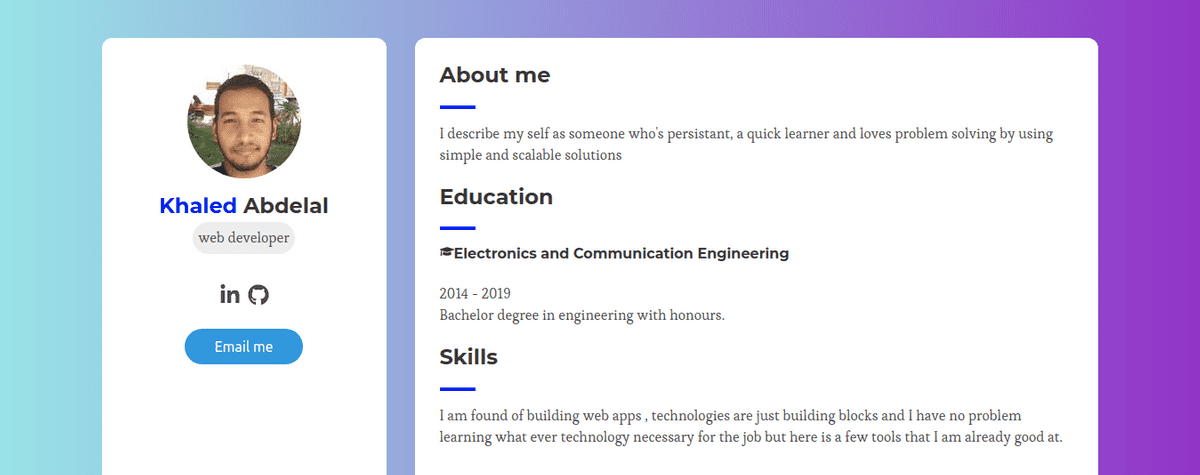 Khaled Abdelal
web developer
in
Email me
About me
I describe my self as someone who's persistant, a quick learner and loves problem solving by using
simple and scalable solutions
Education
Electronics and Communication Engineering
2014 - 2019
Bachelor degree in engineering with honours.
Skills
I am found of building web apps , technologies are just building blocks and I have no problem
learning what ever technology necessary for the job but here is a few tools that I am already good at.